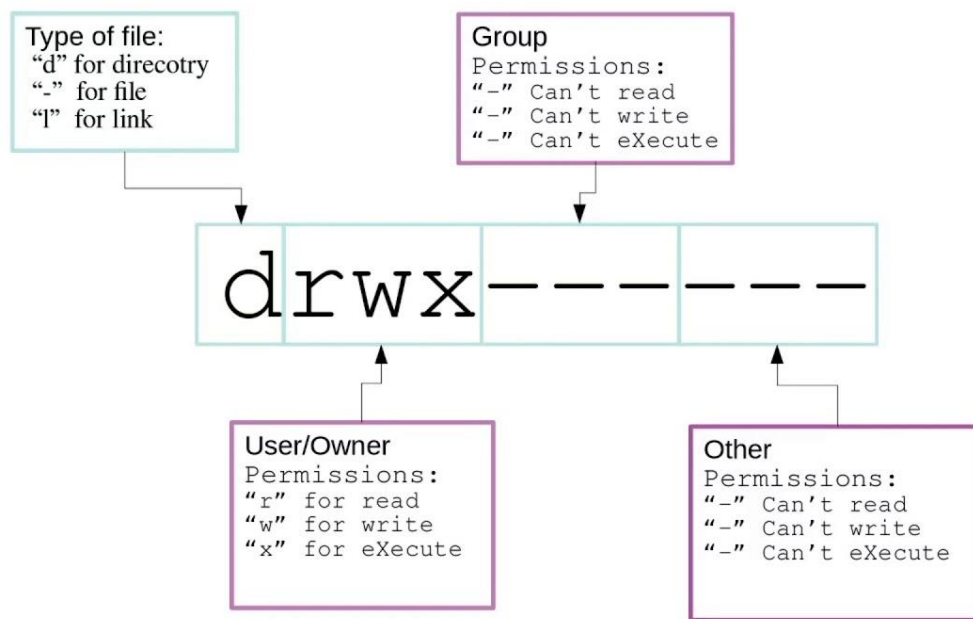 Type of file:
“d” for direcotry
“-” for file
“l” for link
Group
Permissions:
“–” Can’t read
“–” Can’t write
“–” Can’t eXecute
drwx------
User/Owner
Permissions:
“r” for read
“w” for write
“x” for eXecute
Other
Permissions:
“–” Can’t read
“–” Can’t write
“–” Can’t eXecute